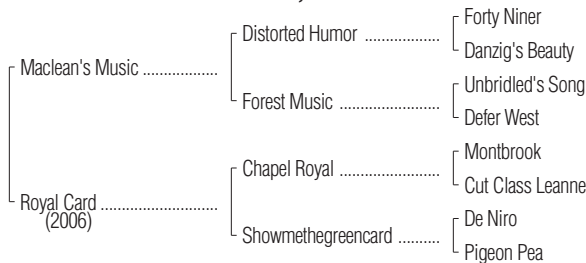 Forty Niner
Distorted Humor ..................
Danzig's Beauty
Maclean's Music ..................
Unbridled's Song
Forest Music ........................
Defer West
Montbrook
Chapel Royal ........................
Cut Class Leanne
Royal Card ............................
(2006)
De Niro
Showmethegreencard ..........
Pigeon Pea